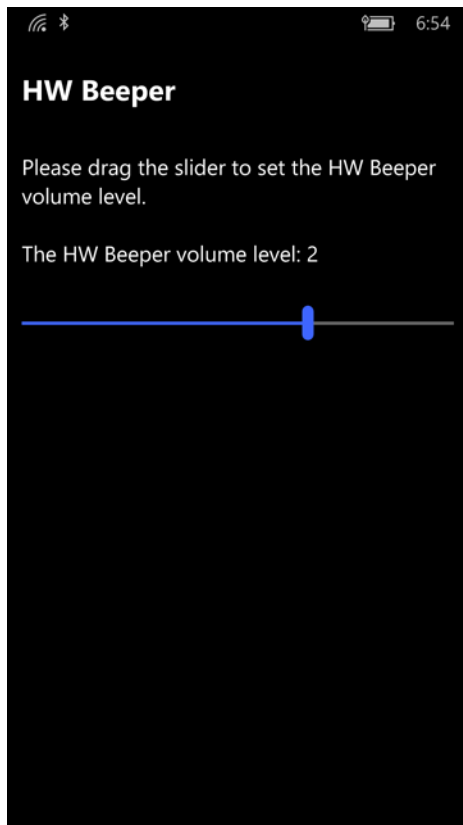 6:54
HW Beeper
Please drag the slider to set the HW Beeper
volume level.
The HW Beeper volume level: 2